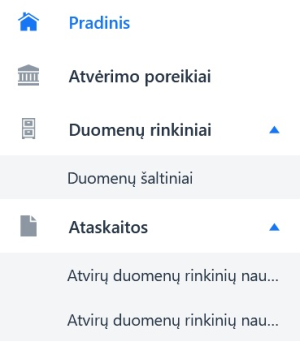 Pradinis
Atvėrimo poreikiai
Duomenų rinkiniai
Duomenų šaltiniai
Ataskaitos
Atvirų duomenų rinkinių nau...
Atvirų duomenų rinkinių nau...